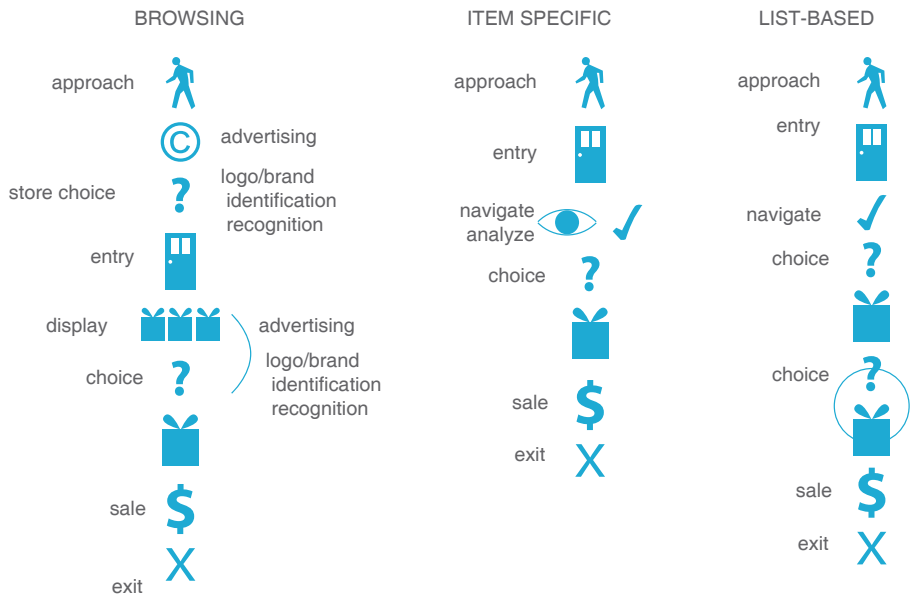 BROWSING
approach
advertising
store choice
logo/brand
identification
recognition
entry
display
advertising
choice
logo/brand
identification
recognition
sale
exit
ITEM SPECIFIC
approach
entry
navigate
analyze
choice
sale
exit
LIST-BASED
approach
entry
navigate
choice
choice
sale
exit